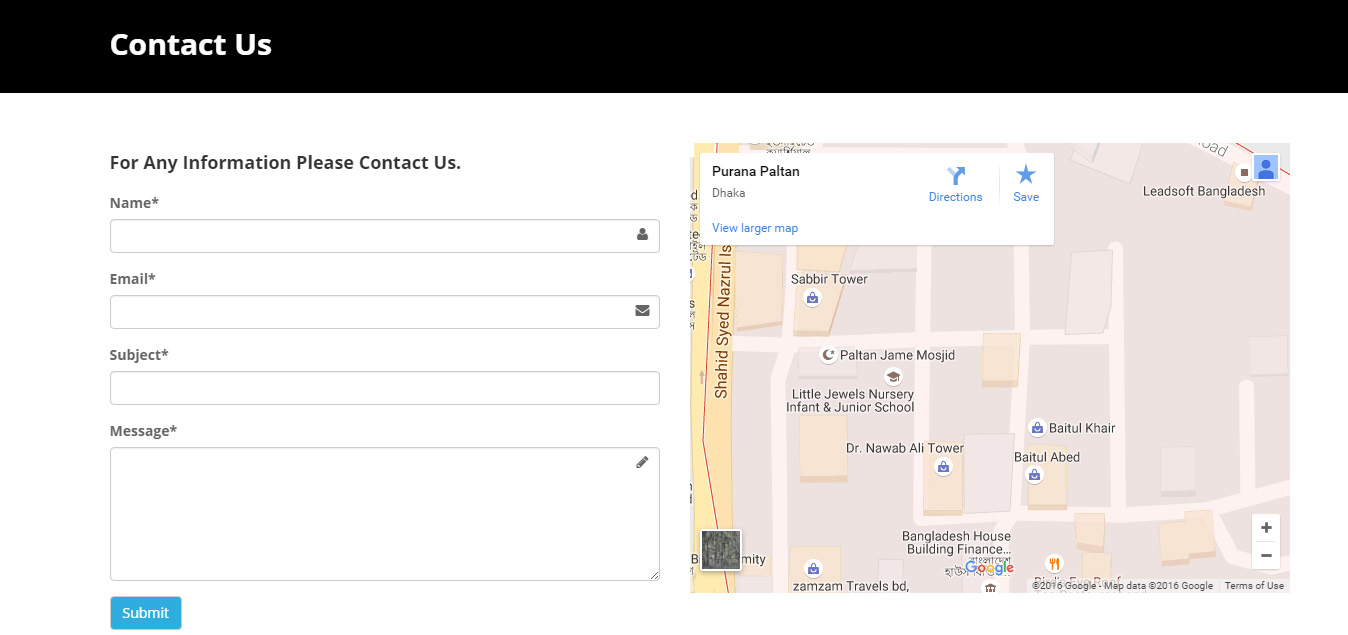 Contact Us
For Any Information Please Contact Us.
Name*
Email*
Subject*
Message*
Submit
Purana Paltan
Dhaka
Directions
Save
View larger map
Leadsoft Bangladesh
Shahid Syed Nazrul Is
Sabbir Tower
Paltan Jame Mosjid
Little Jewels Nursery
Infant & Junior School
Dr. Nawab Ali Tower
Baitul Khair
Baitul Abed
Bangladesh House
Building Finance...
zamzam Travels bd,
mity
Google
©2016 Google - Map data ©2016 Google
Terms of Use